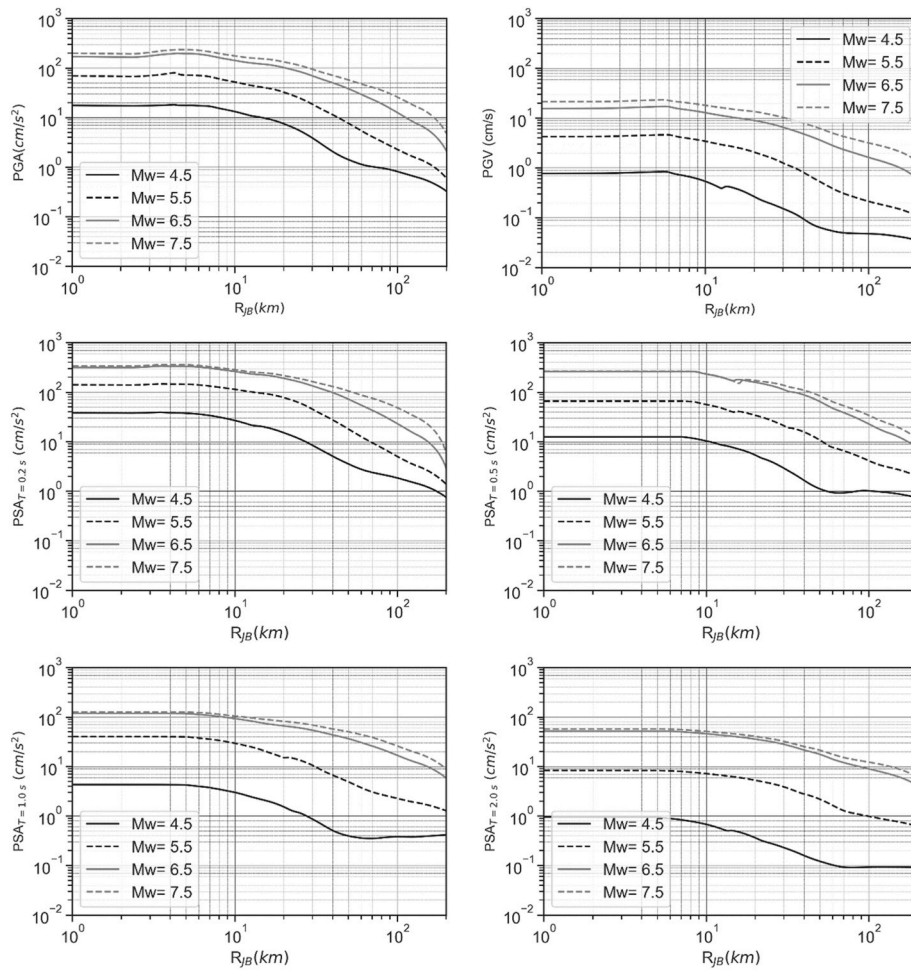 10³
10²
10¹
10⁰
10⁻¹
10⁻²
PGA(cm/s²)
Mw= 4.5
Mw= 5.5
Mw= 6.5
Mw= 7.5
10⁰
10¹
10²
R_JB(km)
10³
10²
10¹
10⁰
10⁻¹
10⁻²
PGV (cm/s)
Mw= 4.5
Mw= 5.5
Mw= 6.5
Mw= 7.5
10⁰
10¹
10²
R_JB(km)
10³
10²
10¹
10⁰
10⁻¹
10⁻²
PSA_T = 0.2 s (cm/s²)
Mw= 4.5
Mw= 5.5
Mw= 6.5
Mw= 7.5
10⁰
10¹
10²
R_JB(km)
10³
10²
10¹
10⁰
10⁻¹
10⁻²
PSA_T = 0.5 s (cm/s²)
Mw= 4.5
Mw= 5.5
Mw= 6.5
Mw= 7.5
10⁰
10¹
10²
R_JB(km)
10³
10²
10¹
10⁰
10⁻¹
10⁻²
PSA_T = 1.0 s (cm/s²)
Mw= 4.5
Mw= 5.5
Mw= 6.5
Mw= 7.5
10⁰
10¹
10²
R_JB(km)
10³
10²
10¹
10⁰
10⁻¹
10⁻²
PSA_T = 2.0 s (cm/s²)
Mw= 4.5
Mw= 5.5
Mw= 6.5
Mw= 7.5
10⁰
10¹
10²
R_JB(km)